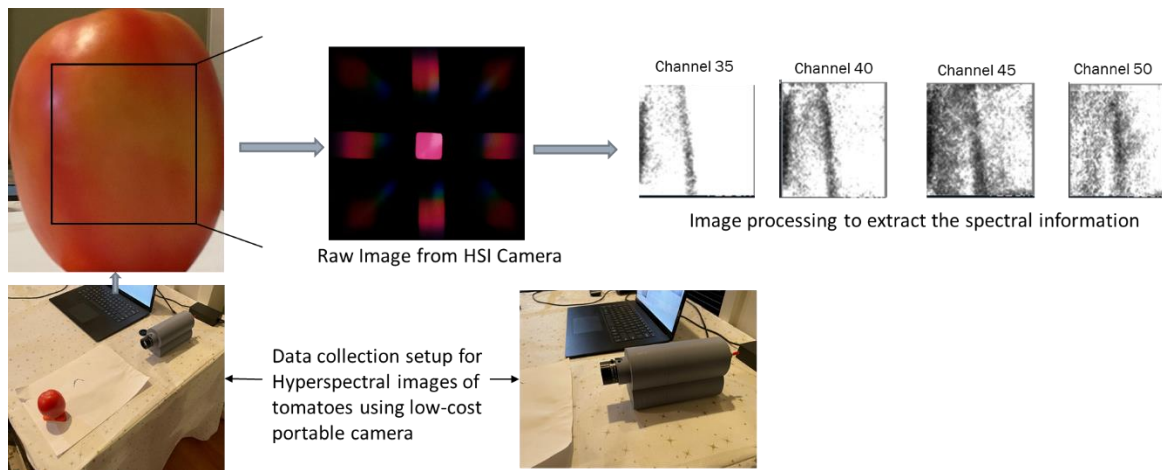 Channel 35
Channel 40
Channel 45
Channel 50
Image processing to extract the spectral information
Raw Image from HSI Camera
Data collection setup for
Hyperspectral images of
tomatoes using low-cost
portable camera